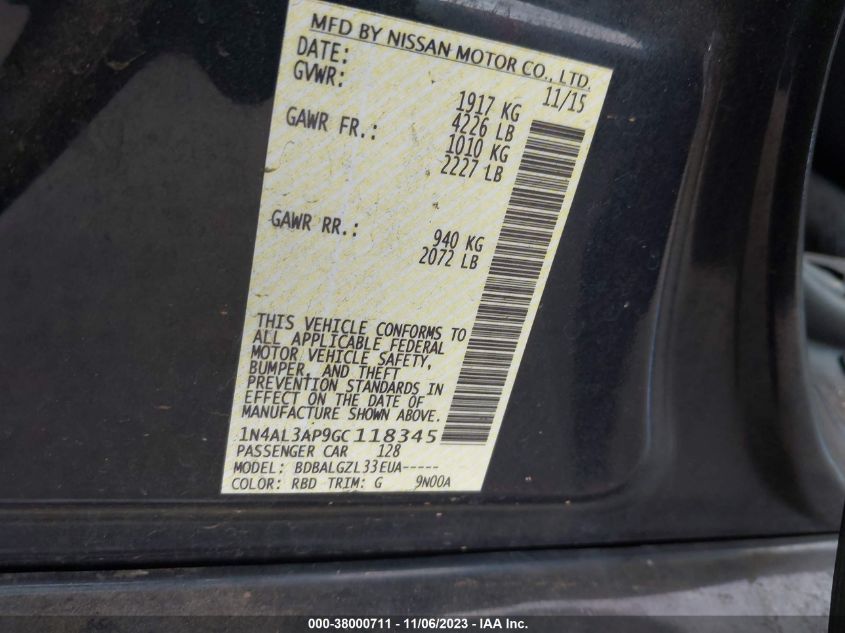 MFD BY NISSAN MOTOR CO., LTD.
DATE: 11/15
GVWR: 1917 KG
4226 LB
GAWR FR.: 1010 KG
2227 LB
GAWR RR.: 940 KG
2072 LB
THIS VEHICLE CONFORMS TO
ALL APPLICABLE FEDERAL
MOTOR VEHICLE SAFETY,
BUMPER, AND THEFT
PREVENTION STANDARDS IN
EFFECT ON THE DATE OF
MANUFACTURE SHOWN ABOVE.
1N4AL3AP9GC118345
PASSENGER CAR 128
MODEL: BDBALGZL33EUA-----
COLOR: RBD TRIM: G 9N00A
000-38000711 - 11/06/2023 - IAA Inc.